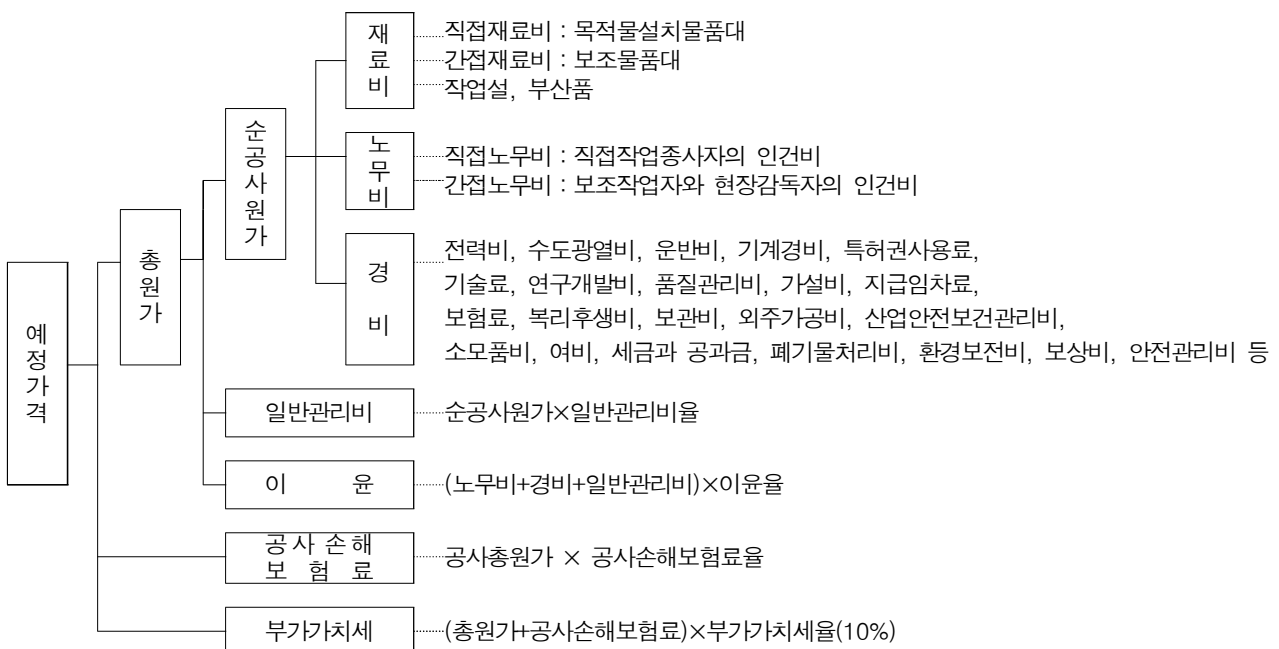 재료비
직접재료비 : 목적물설치물품대
간접재료비 : 보조물품대
작업설, 부산품
순공사원가
노무비
직접노무비 : 직접작업종사자의 인건비
간접노무비 : 보조작업자와 현장감독자의 인건비
총원가
경비
전력비, 수도광열비, 운반비, 기계경비, 특허권사용료,
기술료, 연구개발비, 품질관리비, 가설비, 지급임차료,
보험료, 복리후생비, 보관비, 외주가공비, 산업안전보건관리비,
소모품비, 여비, 세금과 공과금, 폐기물처리비, 환경보전비, 보상비, 안전관리비 등
예정가격
일반관리비
순공사원가×일반관리비율
이 윤
(노무비+경비+일반관리비)×이윤율
공사 손해
보 험 료
공사총원가 × 공사손해보험료율
부가가치세
(총원가+공사손해보험료)×부가가치세율(10%)